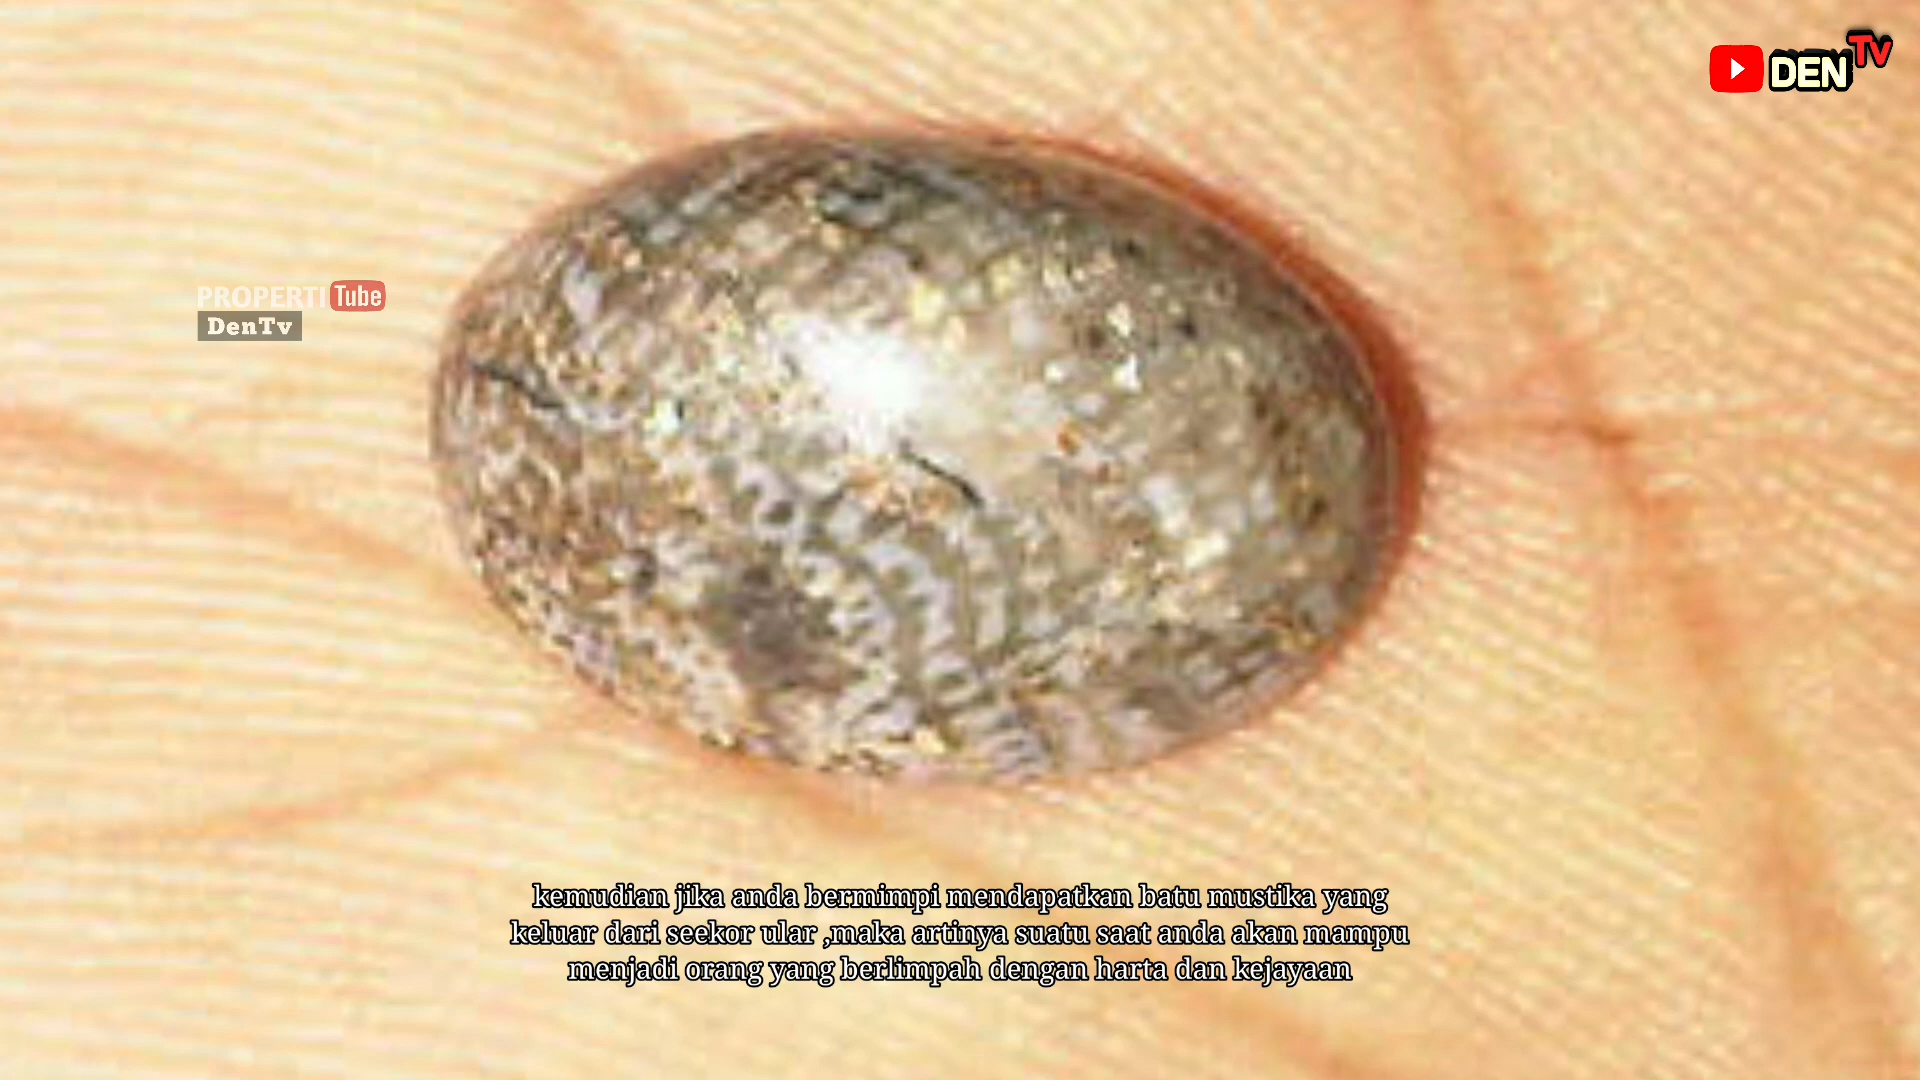 DEN TV
PROPERTI Tube
DenTv
kemudian jika anda bermimpi mendapatkan batu mustika yang
keluar dari seekor ular ,maka artinya suatu saat anda akan mampu
menjadi orang yang berlimpah dengan harta dan kejayaan